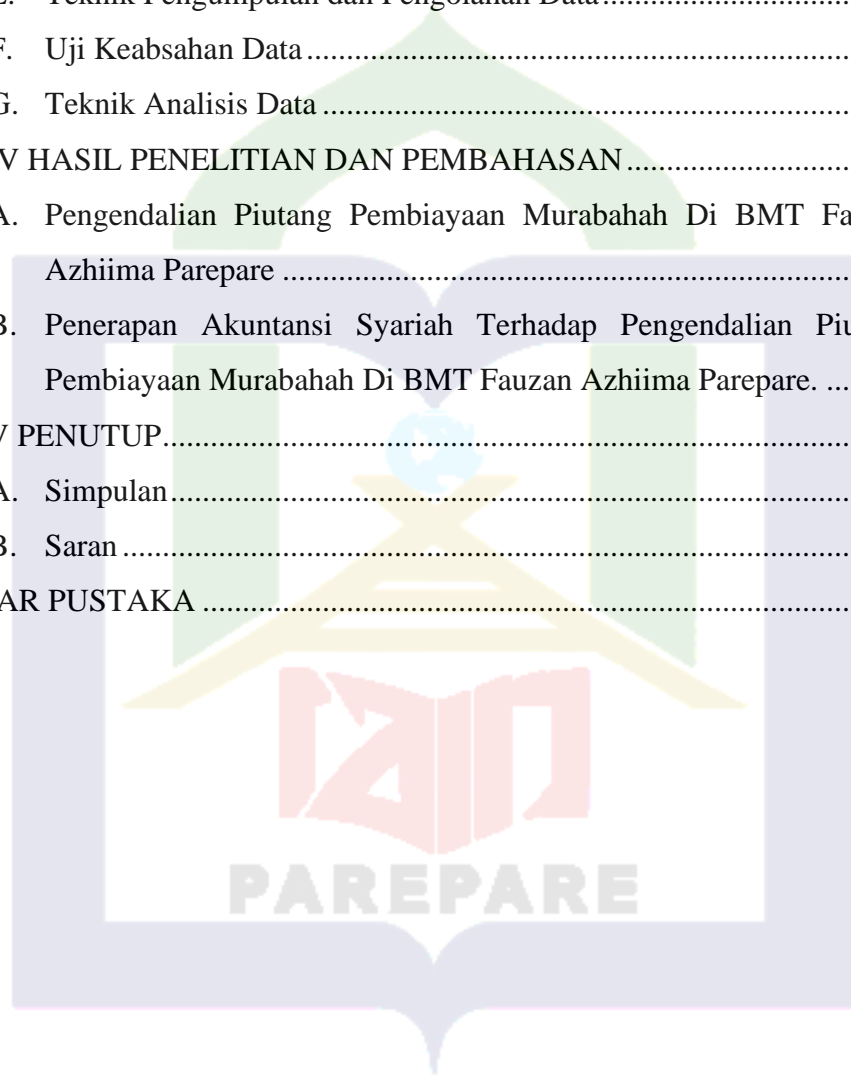 E. Teknik Pengumpulan dan Pengolahan Data..........................................
F. Uji Keabsahan Data..........................................
G. Teknik Analisis Data..........................................
V HASIL PENELITIAN DAN PEMBAHASAN..........................................
A. Pengendalian Piutang Pembiayaan Murabahah Di BMT Fa
Azhiima Parepare ..........................................
B. Penerapan Akuntansi Syariah Terhadap Pengendalian Piu
Pembiayaan Murabahah Di BMT Fauzan Azhiima Parepare. ...
V PENUTUP..........................................
A. Simpulan..........................................
B. Saran..........................................
AR PUSTAKA ..........................................
iain
PAREPARE